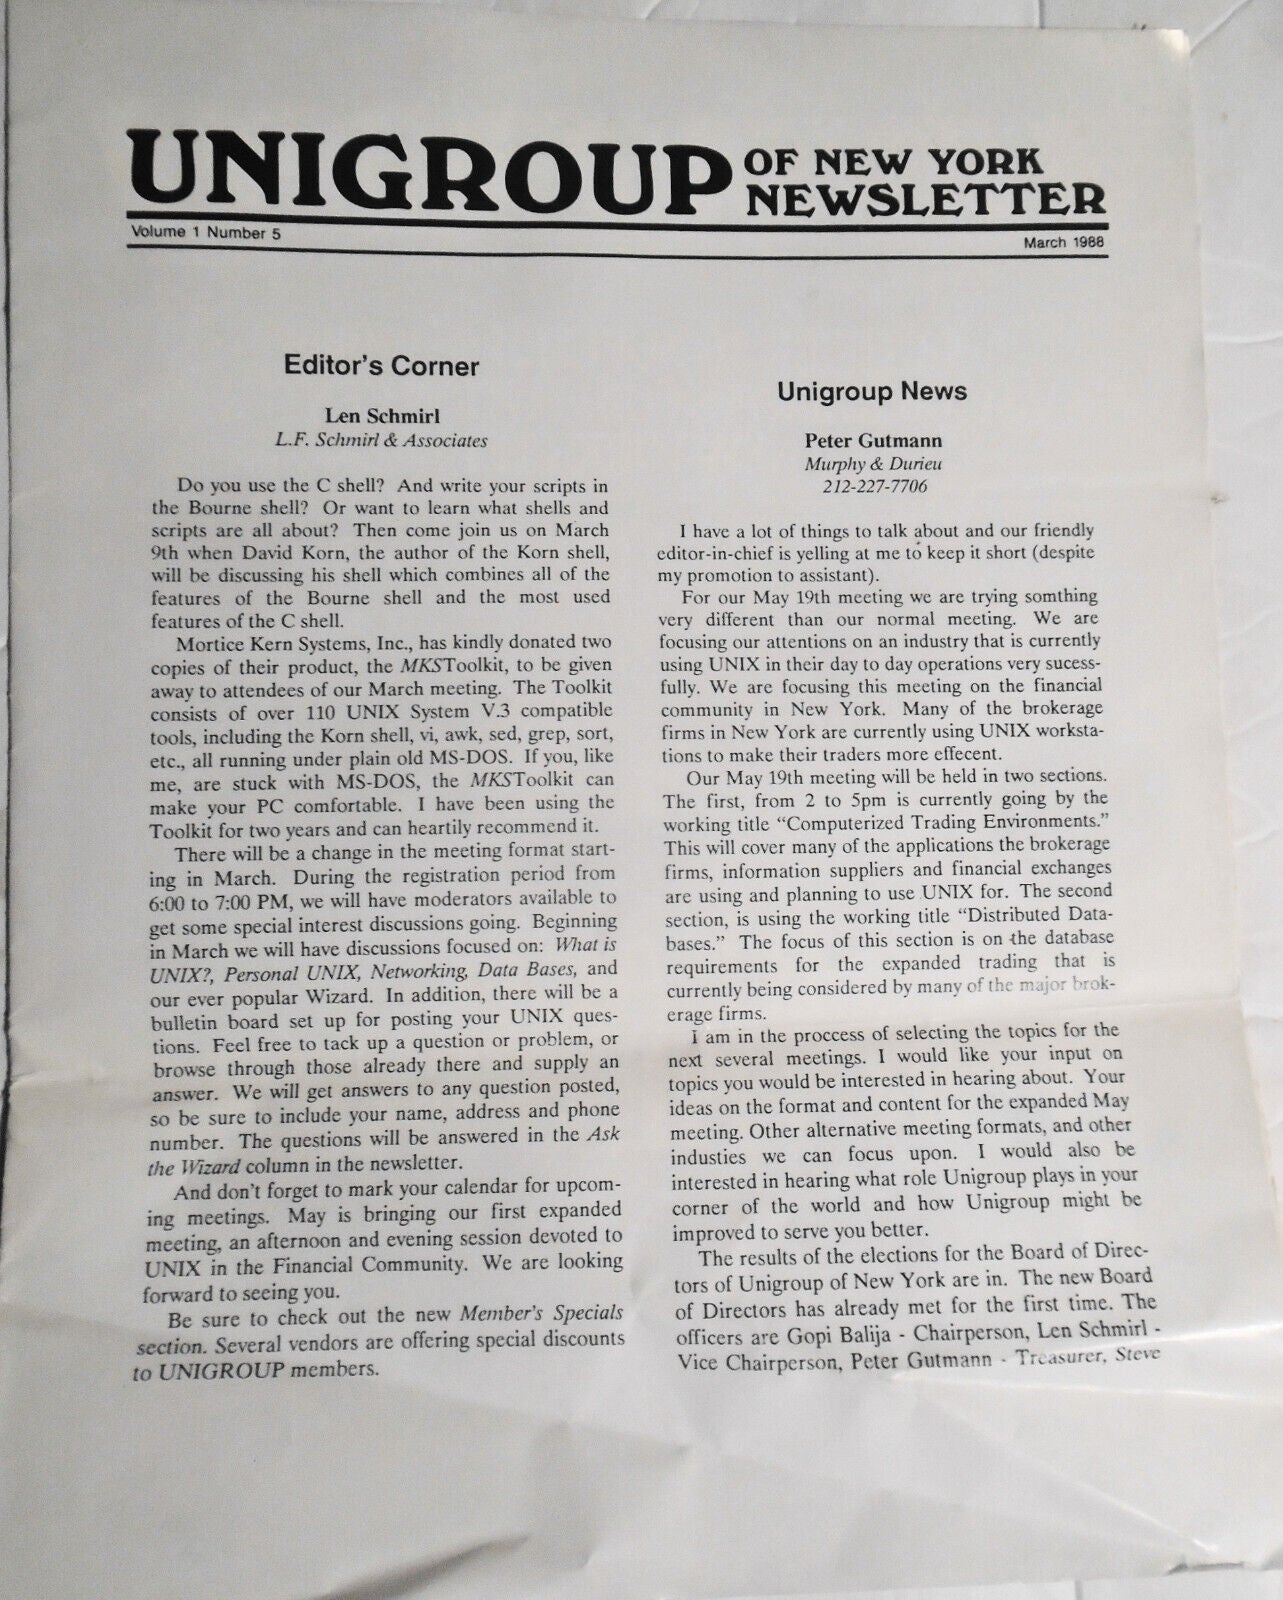 UNIGROUP OF NEW YORK NEWSLETTER
Volume 1 Number 5
March 1988
Editor's Corner
Len Schmirl
L.F. Schmirl & Associates
Do you use the C shell? And write your scripts in
the Bourne shell? Or want to learn what shells and
scripts are all about? Then come join us on March
9th when David Korn, the author of the Korn shell,
will be discussing his shell which combines all of the
features of the Bourne shell and the most used
features of the C shell.
Mortice Kern Systems, Inc., has kindly donated two
copies of their product, the MKSToolkit, to be given
away to attendees of our March meeting. The Toolkit
consists of over 110 UNIX System V.3 compatible
tools, including the Korn shell, vi, awk, sed, grep, sort,
etc., all running under plain old MS-DOS. If you, like
me, are stuck with MS-DOS, the MKSToolkit can
make your PC comfortable. I have been using the
Toolkit for two years and can heartily recommend it.
There will be a change in the meeting format start-
ing in March. During the registration period from
6:00 to 7:00 PM, we will have moderators available to
get some special interest discussions going. Beginning
in March we will have discussions focused on: What is
UNIX?, Personal UNIX, Networking, Data Bases, and
our ever popular Wizard. In addition, there will be a
bulletin board set up for posting your UNIX ques-
tions. Feel free to tack up a question or problem, or
browse through those already there and supply an
answer. We will get answers to any question posted,
so be sure to include your name, address and phone
number. The questions will be answered in the Ask
the Wizard column in the newsletter.
And don't forget to mark your calendar for upcom-
ing meetings. May is bringing our first expanded
meeting, an afternoon and evening session devoted to
UNIX in the Financial Community. We are looking
forward to seeing you.
Be sure to check out the new Member's Specials
section. Several vendors are offering special discounts
to UNIGROUP members.
Unigroup News
Peter Gutmann
Murphy & Durieu
212-227-7706
I have a lot of things to talk about and our friendly
editor-in-chief is yelling at me to keep it short (despite
my promotion to assistant).
For our May 19th meeting we are trying somthing
very different than our normal meeting. We are
focusing our attentions on an industry that is currently
using UNIX in their day to day operations very sucess-
fully. We are focusing this meeting on the financial
community in New York. Many of the brokerage
firms in New York are currently using UNIX worksta-
tions to make their traders more effecent.
Our May 19th meeting will be held in two sections.
The first, from 2 to 5pm is currently going by the
working title "Computerized Trading Environments."
This will cover many of the applications the brokerage
firms, information suppliers and financial exchanges
are using and planning to use UNIX for. The second
section, is using the working title "Distributed Data-
bases." The focus of this section is on the database
requirements for the expanded trading that is
currently being considered by many of the major brok-
erage firms.
I am in the proccess of selecting the topics for the
next several meetings. I would like your input on
topics you would be interested in hearing about. Your
ideas on the format and content for the expanded May
meeting. Other alternative meeting formats, and other
industies we can focus upon. I would also be
interested in hearing what role Unigroup plays in your
corner of the world and how Unigroup might be
improved to serve you better.
The results of the elections for the Board of Direc-
tors of Unigroup of New York are in. The new Board
of Directors has already met for the first time. The
officers are Gopi Balija - Chairperson, Len Schmirl -
Vice Chairperson, Peter Gutmann - Treasurer, Steve